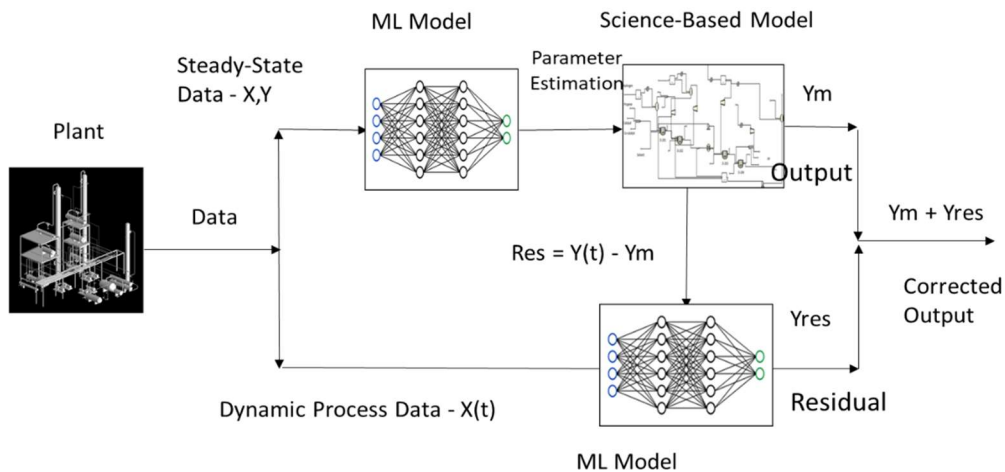 ML Model
Science-Based Model
Steady-State
Data - X,Y
Parameter
Estimation
Ym
Plant
Output
Data
Res = Y(t) - Ym
Ym + Yres
Yres
Corrected
Output
Residual
Dynamic Process Data - X(t)
ML Model